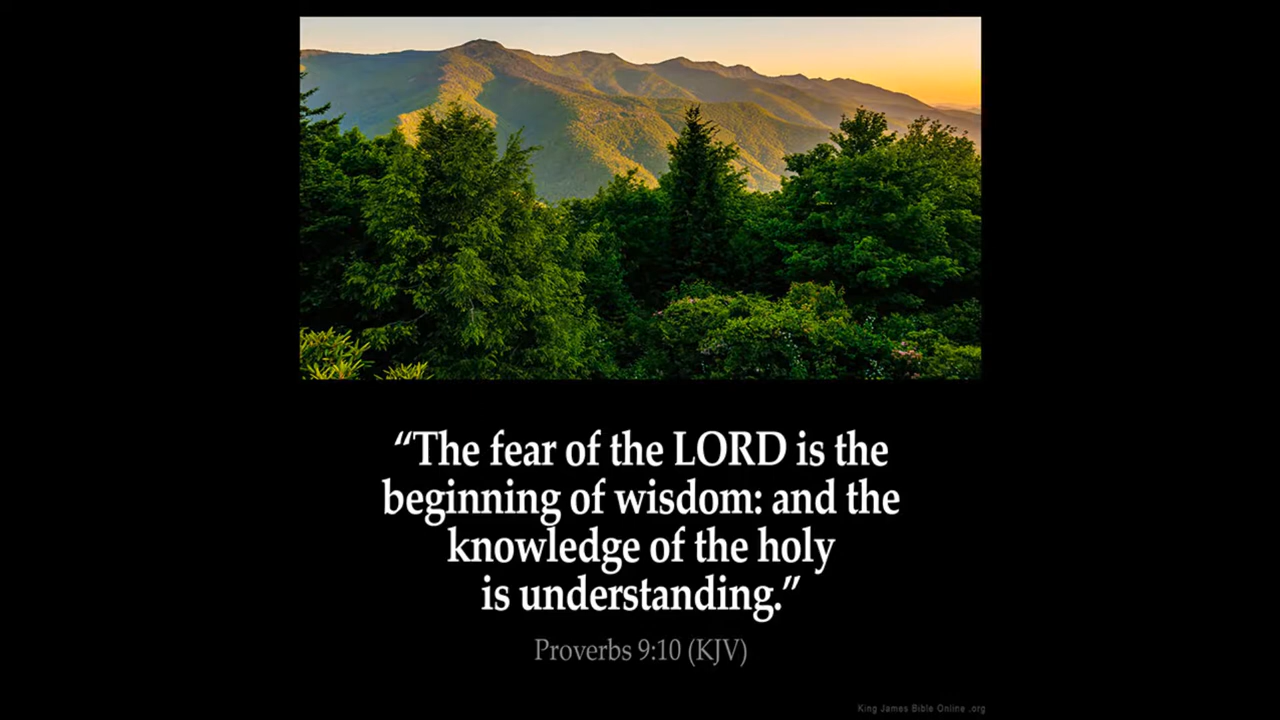 “The fear of the LORD is the
beginning of wisdom: and the
knowledge of the holy
is understanding.”
Proverbs 9:10 (KJV)
King James Bible Online .org